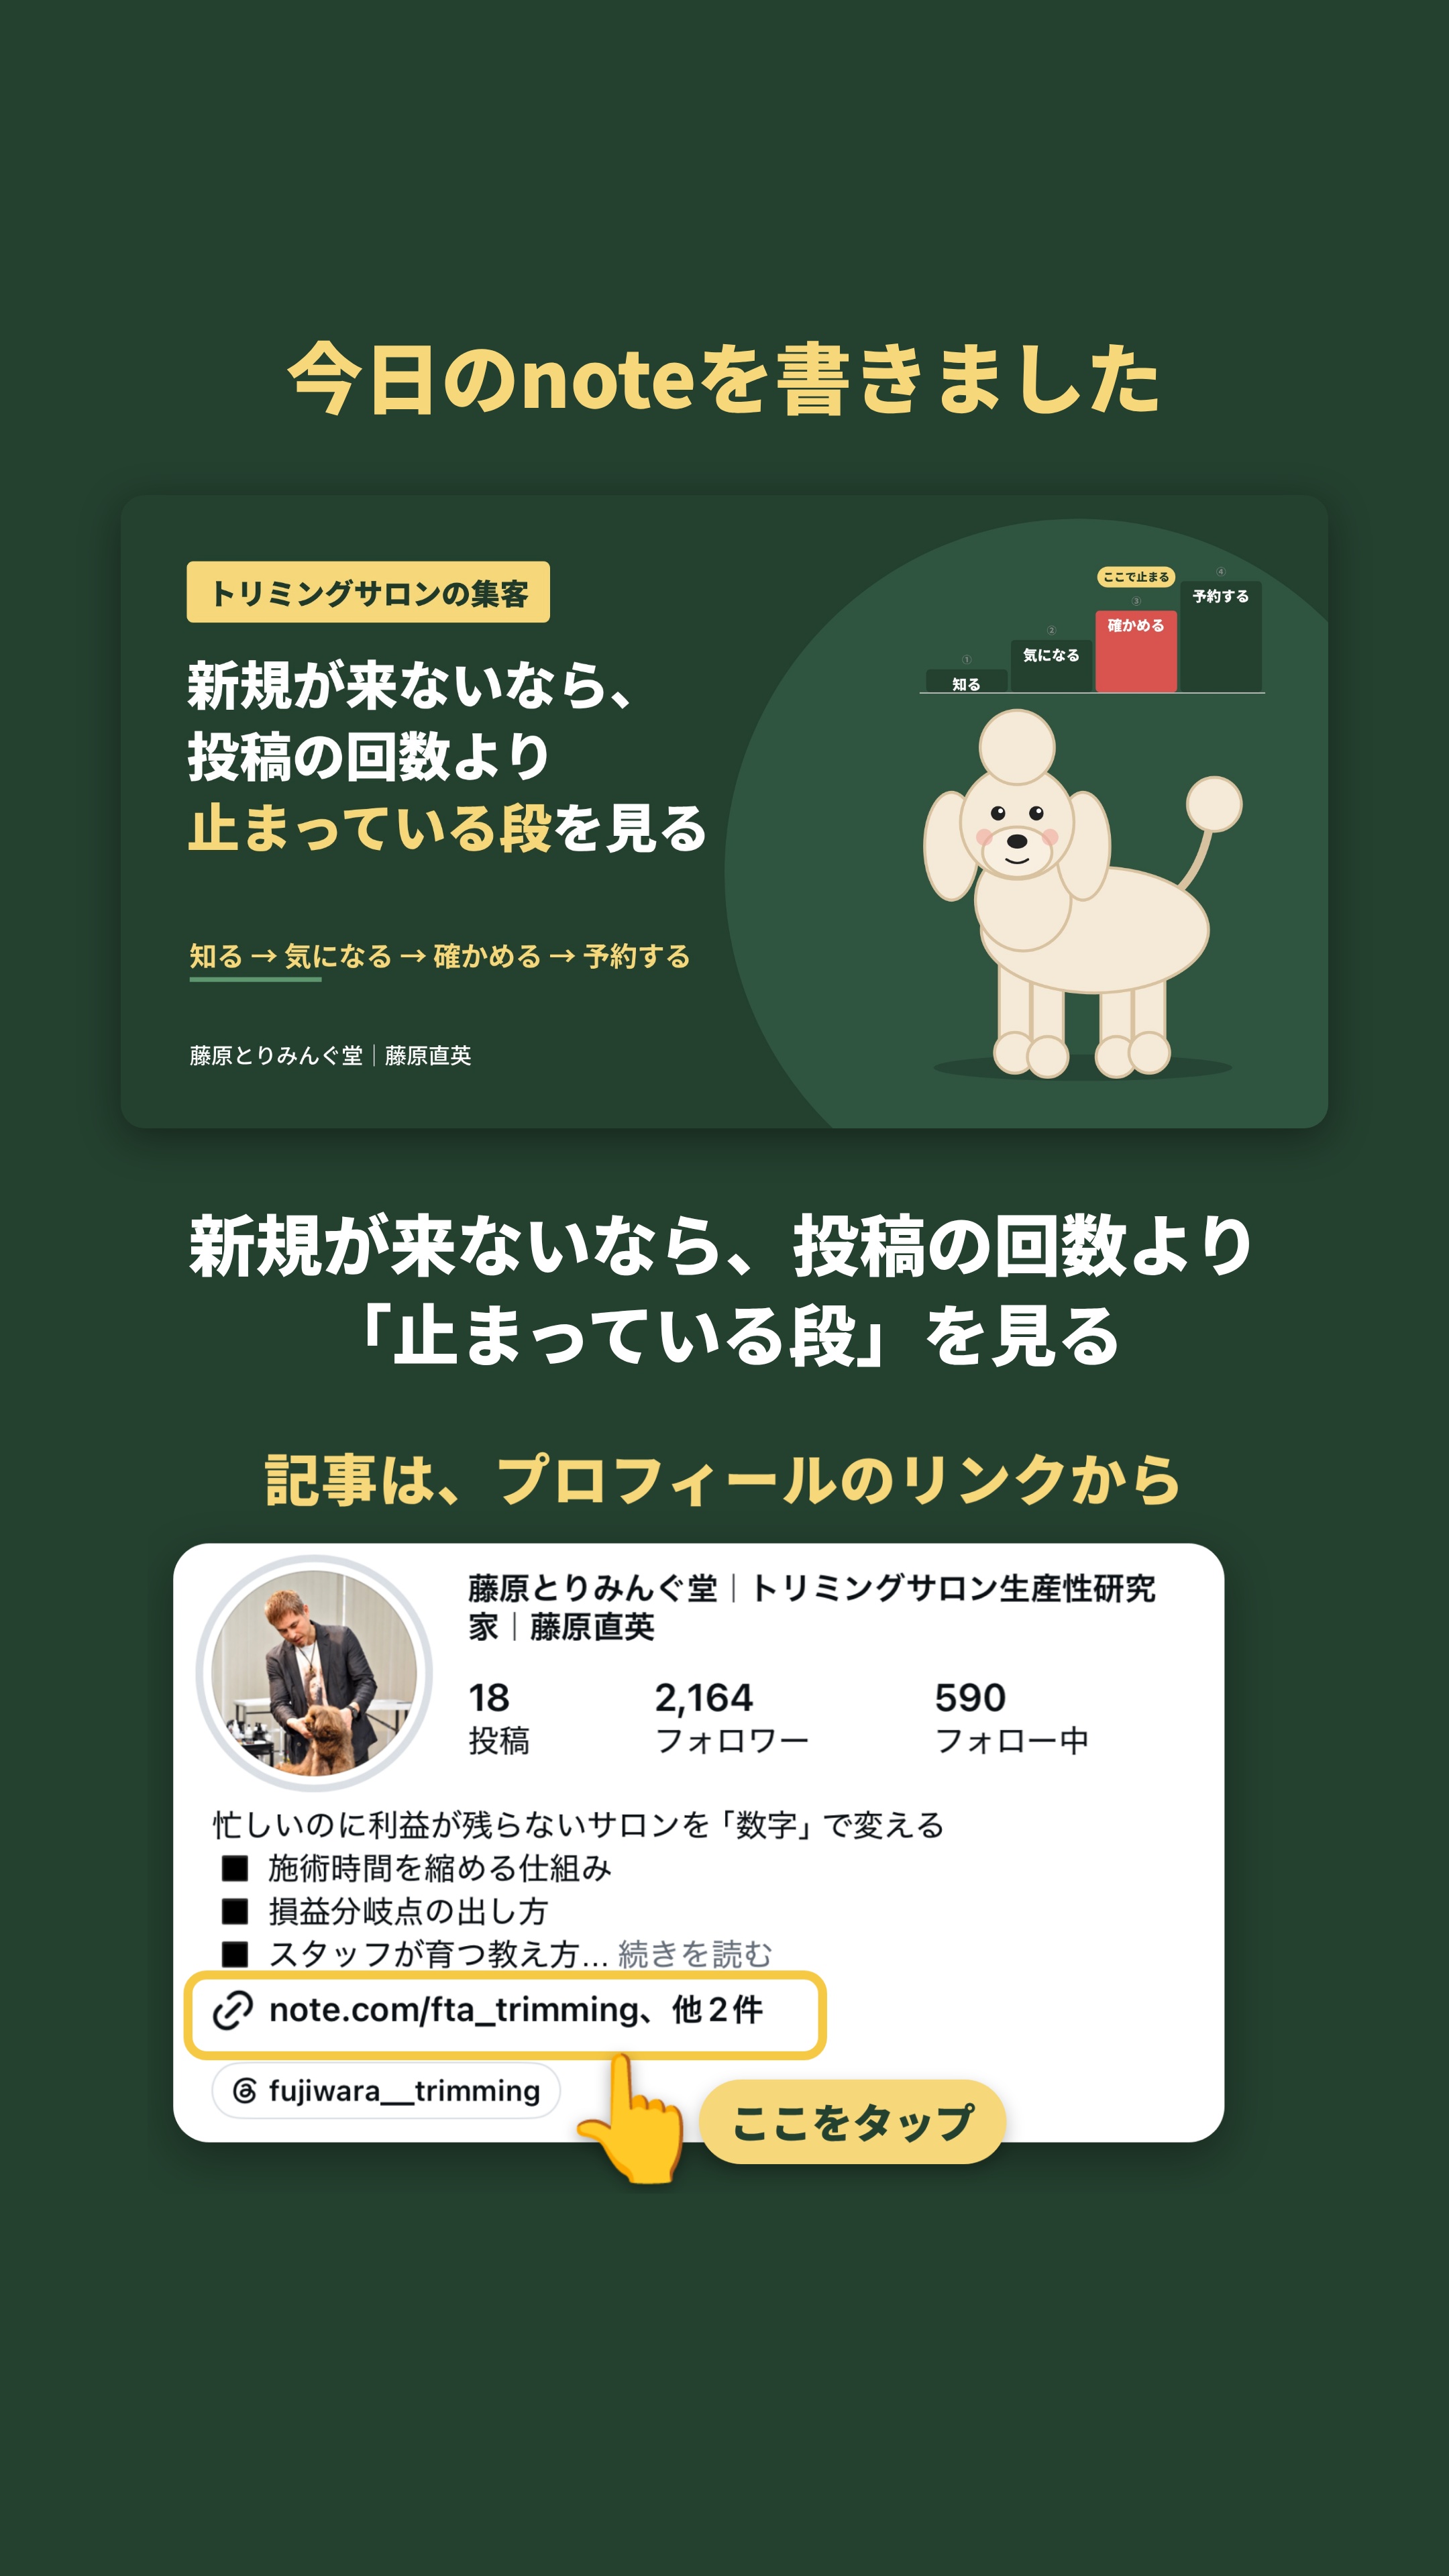 今日のnoteを書きました
トリミングサロンの集客
新規が来ないなら、
投稿の回数より
止まっている段を見る
知る → 気になる → 確かめる → 予約する
藤原とりみんぐ堂｜藤原直英
ここで止まる
①
知る
②
気になる
③
確かめる
④
予約する
新規が来ないなら、投稿の回数より
「止まっている段」を見る
記事は、プロフィールのリンクから
藤原とりみんぐ堂｜トリミングサロン生産性研究
家｜藤原直英
18 2,164 590
投稿 フォロワー フォロー中
忙しいのに利益が残らないサロンを「数字」で変える
■ 施術時間を縮める仕組み
■ 損益分岐点の出し方
■ スタッフが育つ教え方... 続きを読む
note.com/fta_trimming、他２件
fujiwara__trimming
ここをタップ